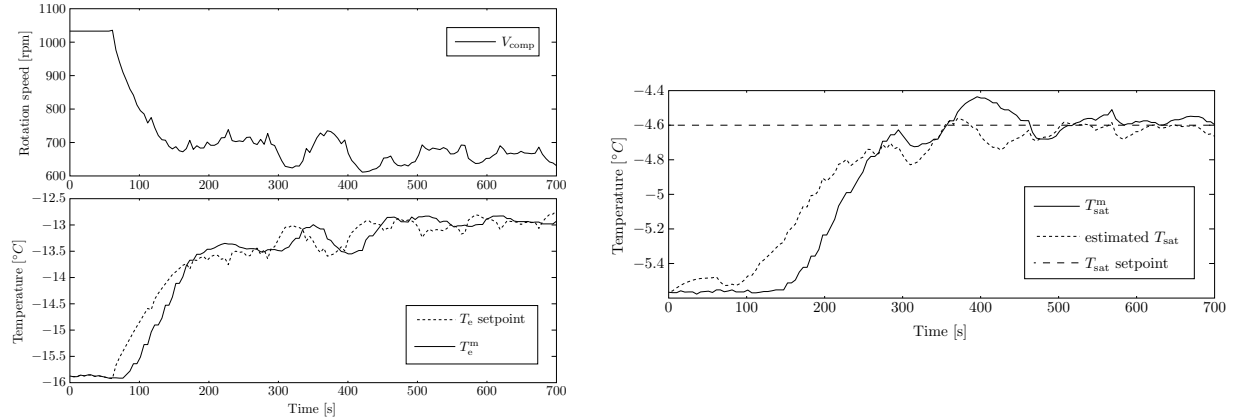 1100
1000
900
800
700
600
Rotation speed [rpm]
V_comp
0 100 200 300 400 500 600 700
−12.5
−13
−13.5
−14
−14.5
−15
−15.5
−16
Temperature [°C]
T_e setpoint
T_e^m
0 100 200 300 400 500 600 700
Time [s]
−4.4
−4.6
−4.8
−5
−5.2
−5.4
Temperature [°C]
T_sat^m
estimated T_sat
T_sat setpoint
0 100 200 300 400 500 600 700
Time [s]